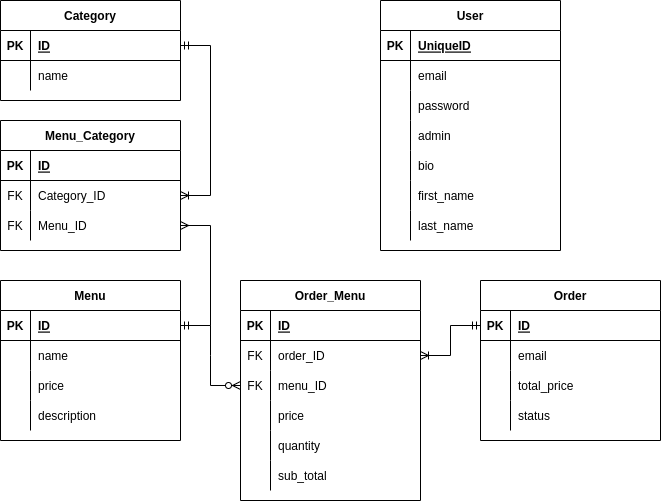 Category
PK ID
name
User
PK UniqueID
email
password
admin
bio
first_name
last_name
Menu_Category
PK ID
FK Category_ID
FK Menu_ID
Menu
PK ID
name
price
description
Order_Menu
PK ID
FK order_ID
FK menu_ID
price
quantity
sub_total
Order
PK ID
email
total_price
status